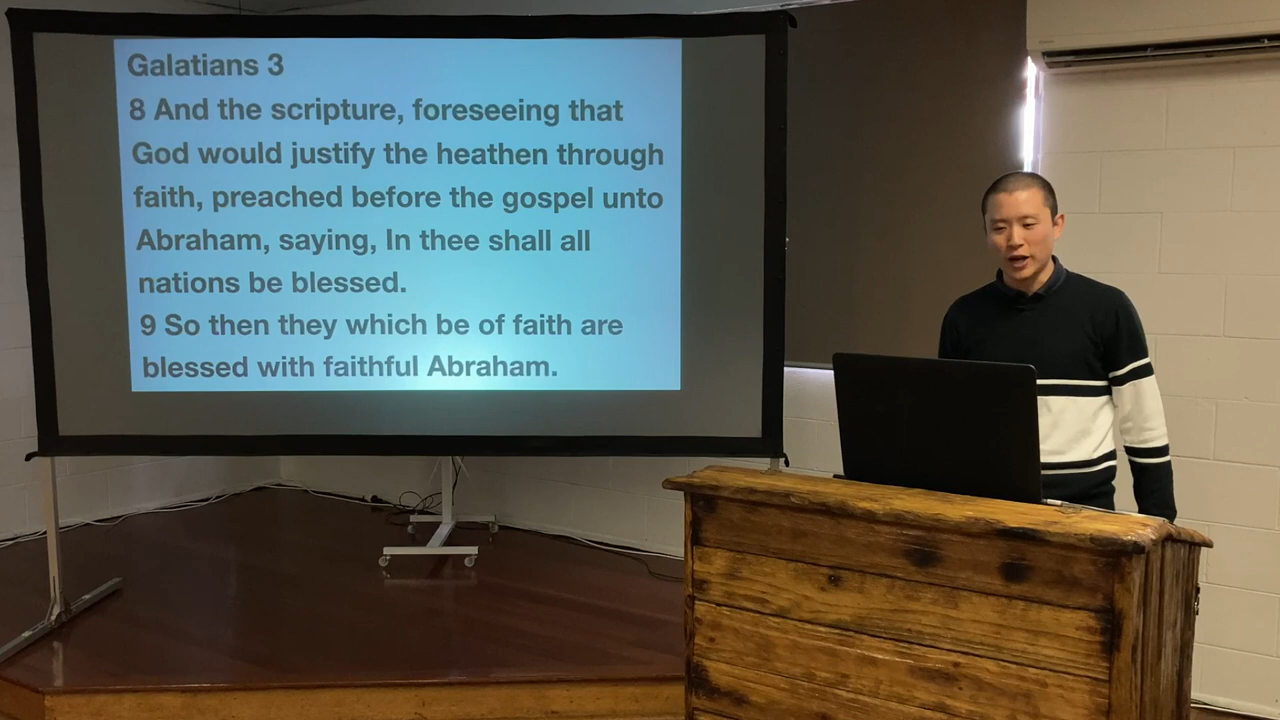 Galatians 3
8 And the scripture, foreseeing that
God would justify the heathen through
faith, preached before the gospel unto
Abraham, saying, In thee shall all
nations be blessed.
9 So then they which be of faith are
blessed with faithful Abraham.